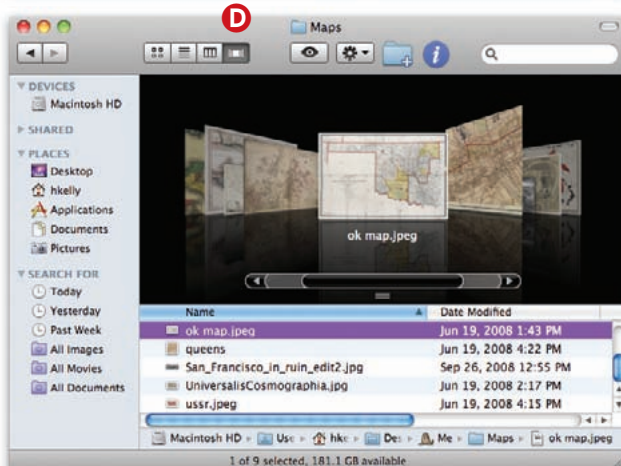 D
Maps
DEVICES
Macintosh HD
SHARED
PLACES
Desktop
hkelly
Applications
Documents
Pictures
SEARCH FOR
Today
Yesterday
Past Week
All Images
All Movies
All Documents
ok map.jpeg
Name Date Modified
ok map.jpeg Jun 19, 2008 1:43 PM
queens Jun 19, 2008 4:22 PM
San_Francisco_in_ruin_edit2.jpg Sep 26, 2008 12:55 PM
UniversalisCosmographia.jpg Jun 19, 2008 2:17 PM
ussr.jpeg Jun 19, 2008 4:15 PM
Macintosh HD Use hke Des Me Maps ok map.jpeg
1 of 9 selected, 181.1 GB available